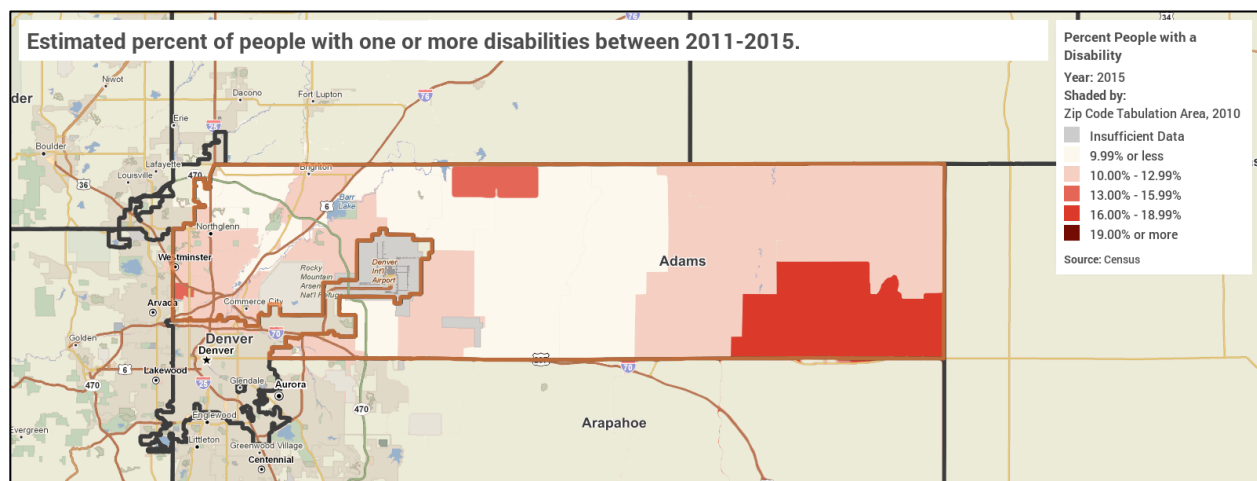 Estimated percent of people with one or more disabilities between 2011-2015.
Percent People with a
Disability
Year: 2015
Shaded by:
Zip Code Tabulation Area, 2010
Insufficient Data
9.99% or less
10.00% - 12.99%
13.00% - 15.99%
16.00% - 18.99%
19.00% or more
Source: Census
76
34
Niwot
Dacono
Fort Lupton
76
der
Erie
25
Boulder
Lafayette
Louisville
470
Brighton
36
6
Barr
Lake
Northglenn
Westminster
Denver
Int'l
Airport
Rocky
Mountain
Arsen
Nat'l Refug
Adams
Arvada
Commerce City
Golden
70
Denver
Denver
6
Lakewood
70
470
25
Glendale
Aurora
470
Englewood
Arapahoe
Evergreen
Littleton
Greenwood Village
Centennial